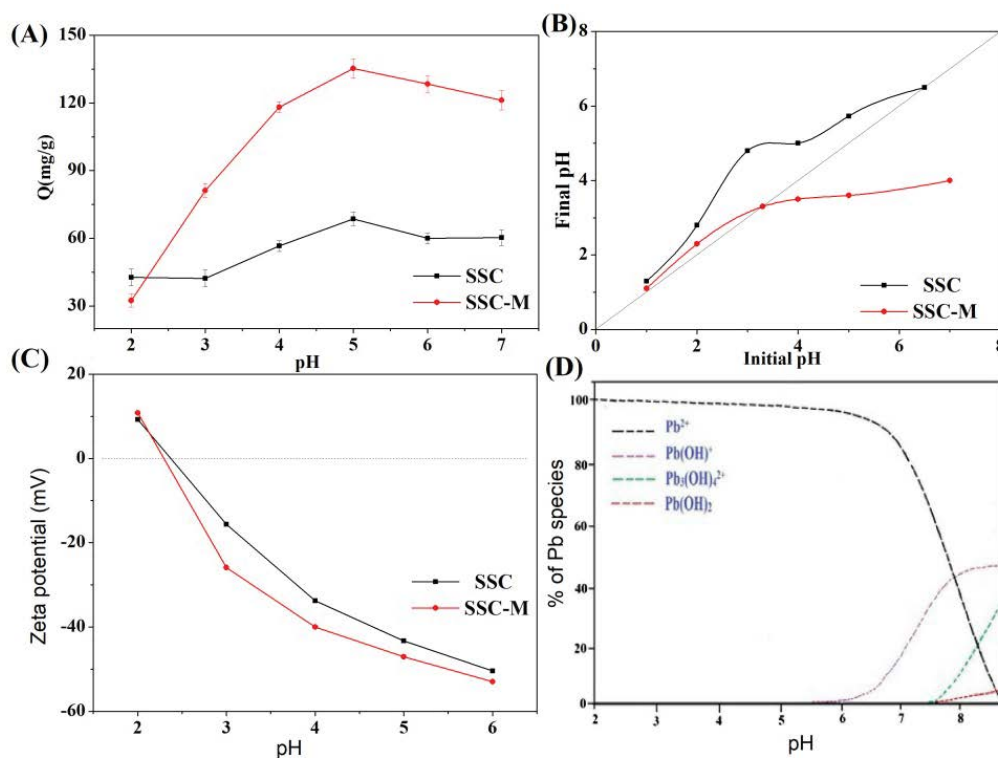 (A)
150
120
90
60
30
Q(mg/g)
SSC
SSC-M
2 3 4 5 6 7
pH
(B)
8
6
4
2
0
Final pH
SSC
SSC-M
0 2 4 6 8
Initial pH
(C)
20
0
-20
-40
-60
Zeta potential (mV)
SSC
SSC-M
2 3 4 5 6
pH
(D)
100
80
60
40
20
0
% of Pb species
Pb²⁺
Pb(OH)⁺
Pb₃(OH)₄²⁺
Pb(OH)₂
2 3 4 5 6 7 8
pH